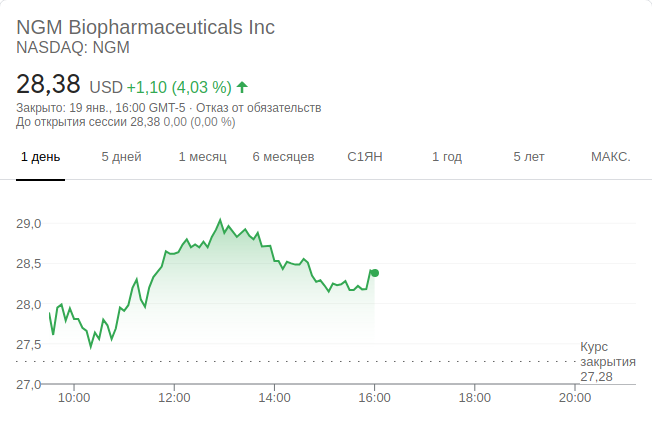 NGM Biopharmaceuticals Inc
NASDAQ: NGM
28,38 USD +1,10 (4,03 %)
Закрыто: 19 янв., 16:00 GMT-5 · Отказ от обязательств
До открытия сессии 28,38 0,00 (0,00 %)
1 день 5 дней 1 месяц 6 месяцев С1ЯН 1 год 5 лет МАКС.
29,0
28,5
28,0
27,5
Курс
закрытия
27,28
27,0
10:00 12:00 14:00 16:00 18:00 20:00